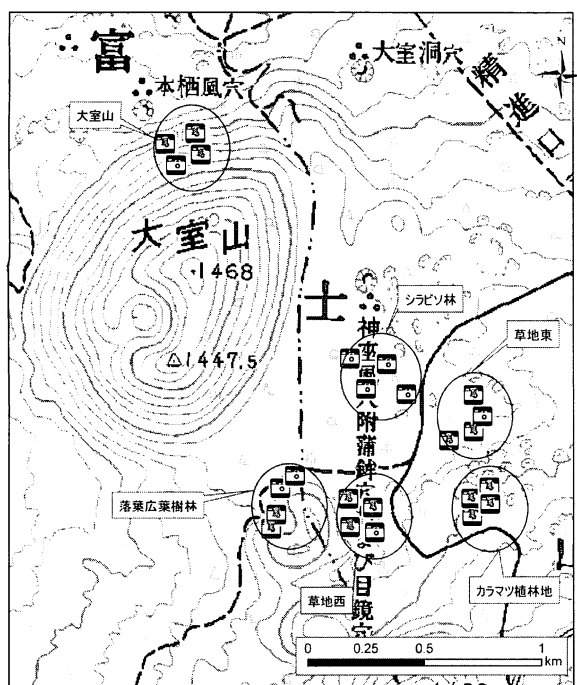 富
大室洞穴
本栖風穴
精進口
N
大室山
大室山
・1468
士
シラビソ林
草地東
1447.5
神座風穴附蒲鉾穴および目鏡穴
落葉広葉樹林
草地西
カラマツ植林地
0 0.25 0.5 1
km